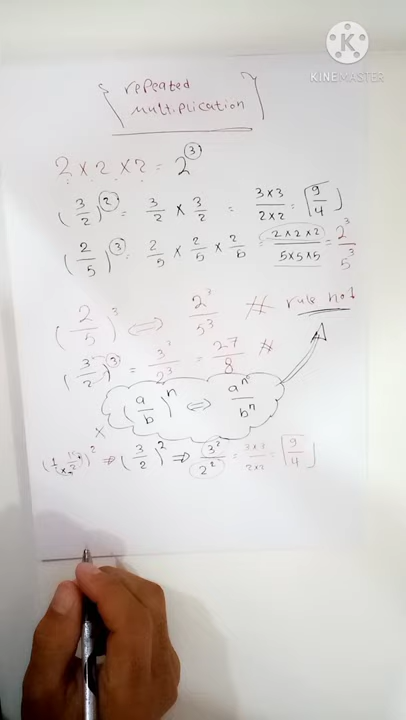 KINEMASTER
repeated
multiplication
2 × 2 × 2 = 2³
(3/2)² = 3/2 × 3/2 = 3×3/2×2 = 9/4
(2/5)³ = 2/5 × 2/5 × 2/5 = 2×2×2/5×5×5 = 2³/5³
(2/5)³ ⇔ 2³/5³ # rule no1
(3/2)³ = 3³/2³ = 27/8 #
(a/b)ⁿ ⇔ aⁿ/bⁿ
×
⇒ (3/2)² ⇒ 3²/2² = 3×3/2×2 = 9/4